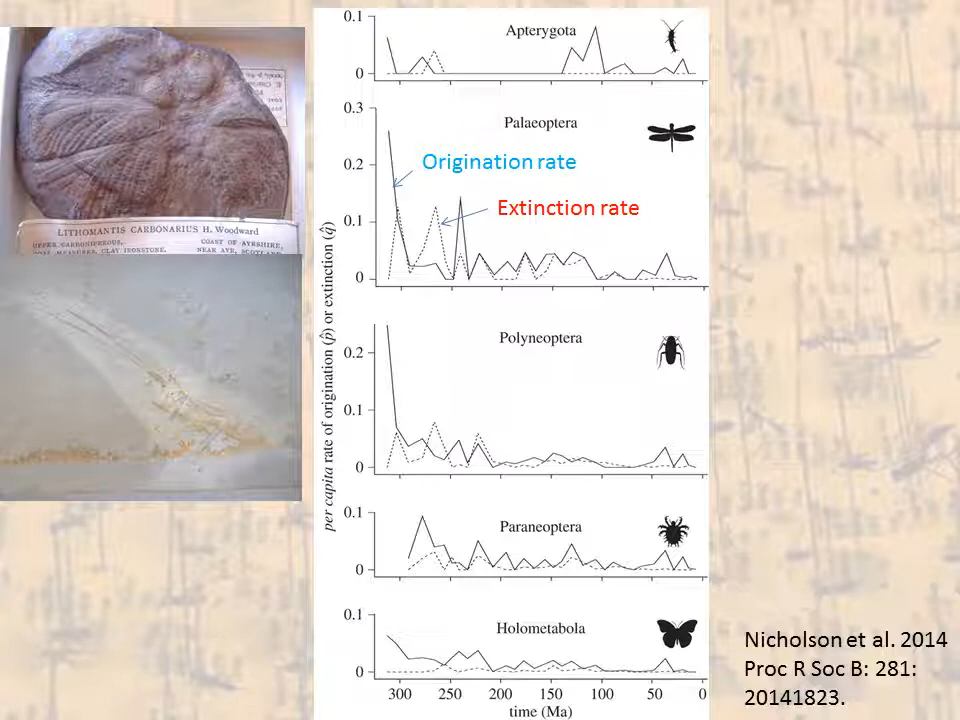 LITHOMANTIS CARBONARIUS H. Woodward
UPPER CARBONIFEROUS, COAST OF AYRSHIRE,
MEASURES, CLAY IRONSTONE. NEAR AYR, SCOTLAND
per capita rate of origination (p̂) or extinction (q̂)
0.1
0
Apterygota
0.3
0.2
0.1
0
Palaeoptera
Origination rate
Extinction rate
0.2
0.1
0
Polyneoptera
0.1
0
Paraneoptera
0.1
0
Holometabola
300 250 200 150 100 50 0
time (Ma)
Nicholson et al. 2014
Proc R Soc B: 281:
20141823.